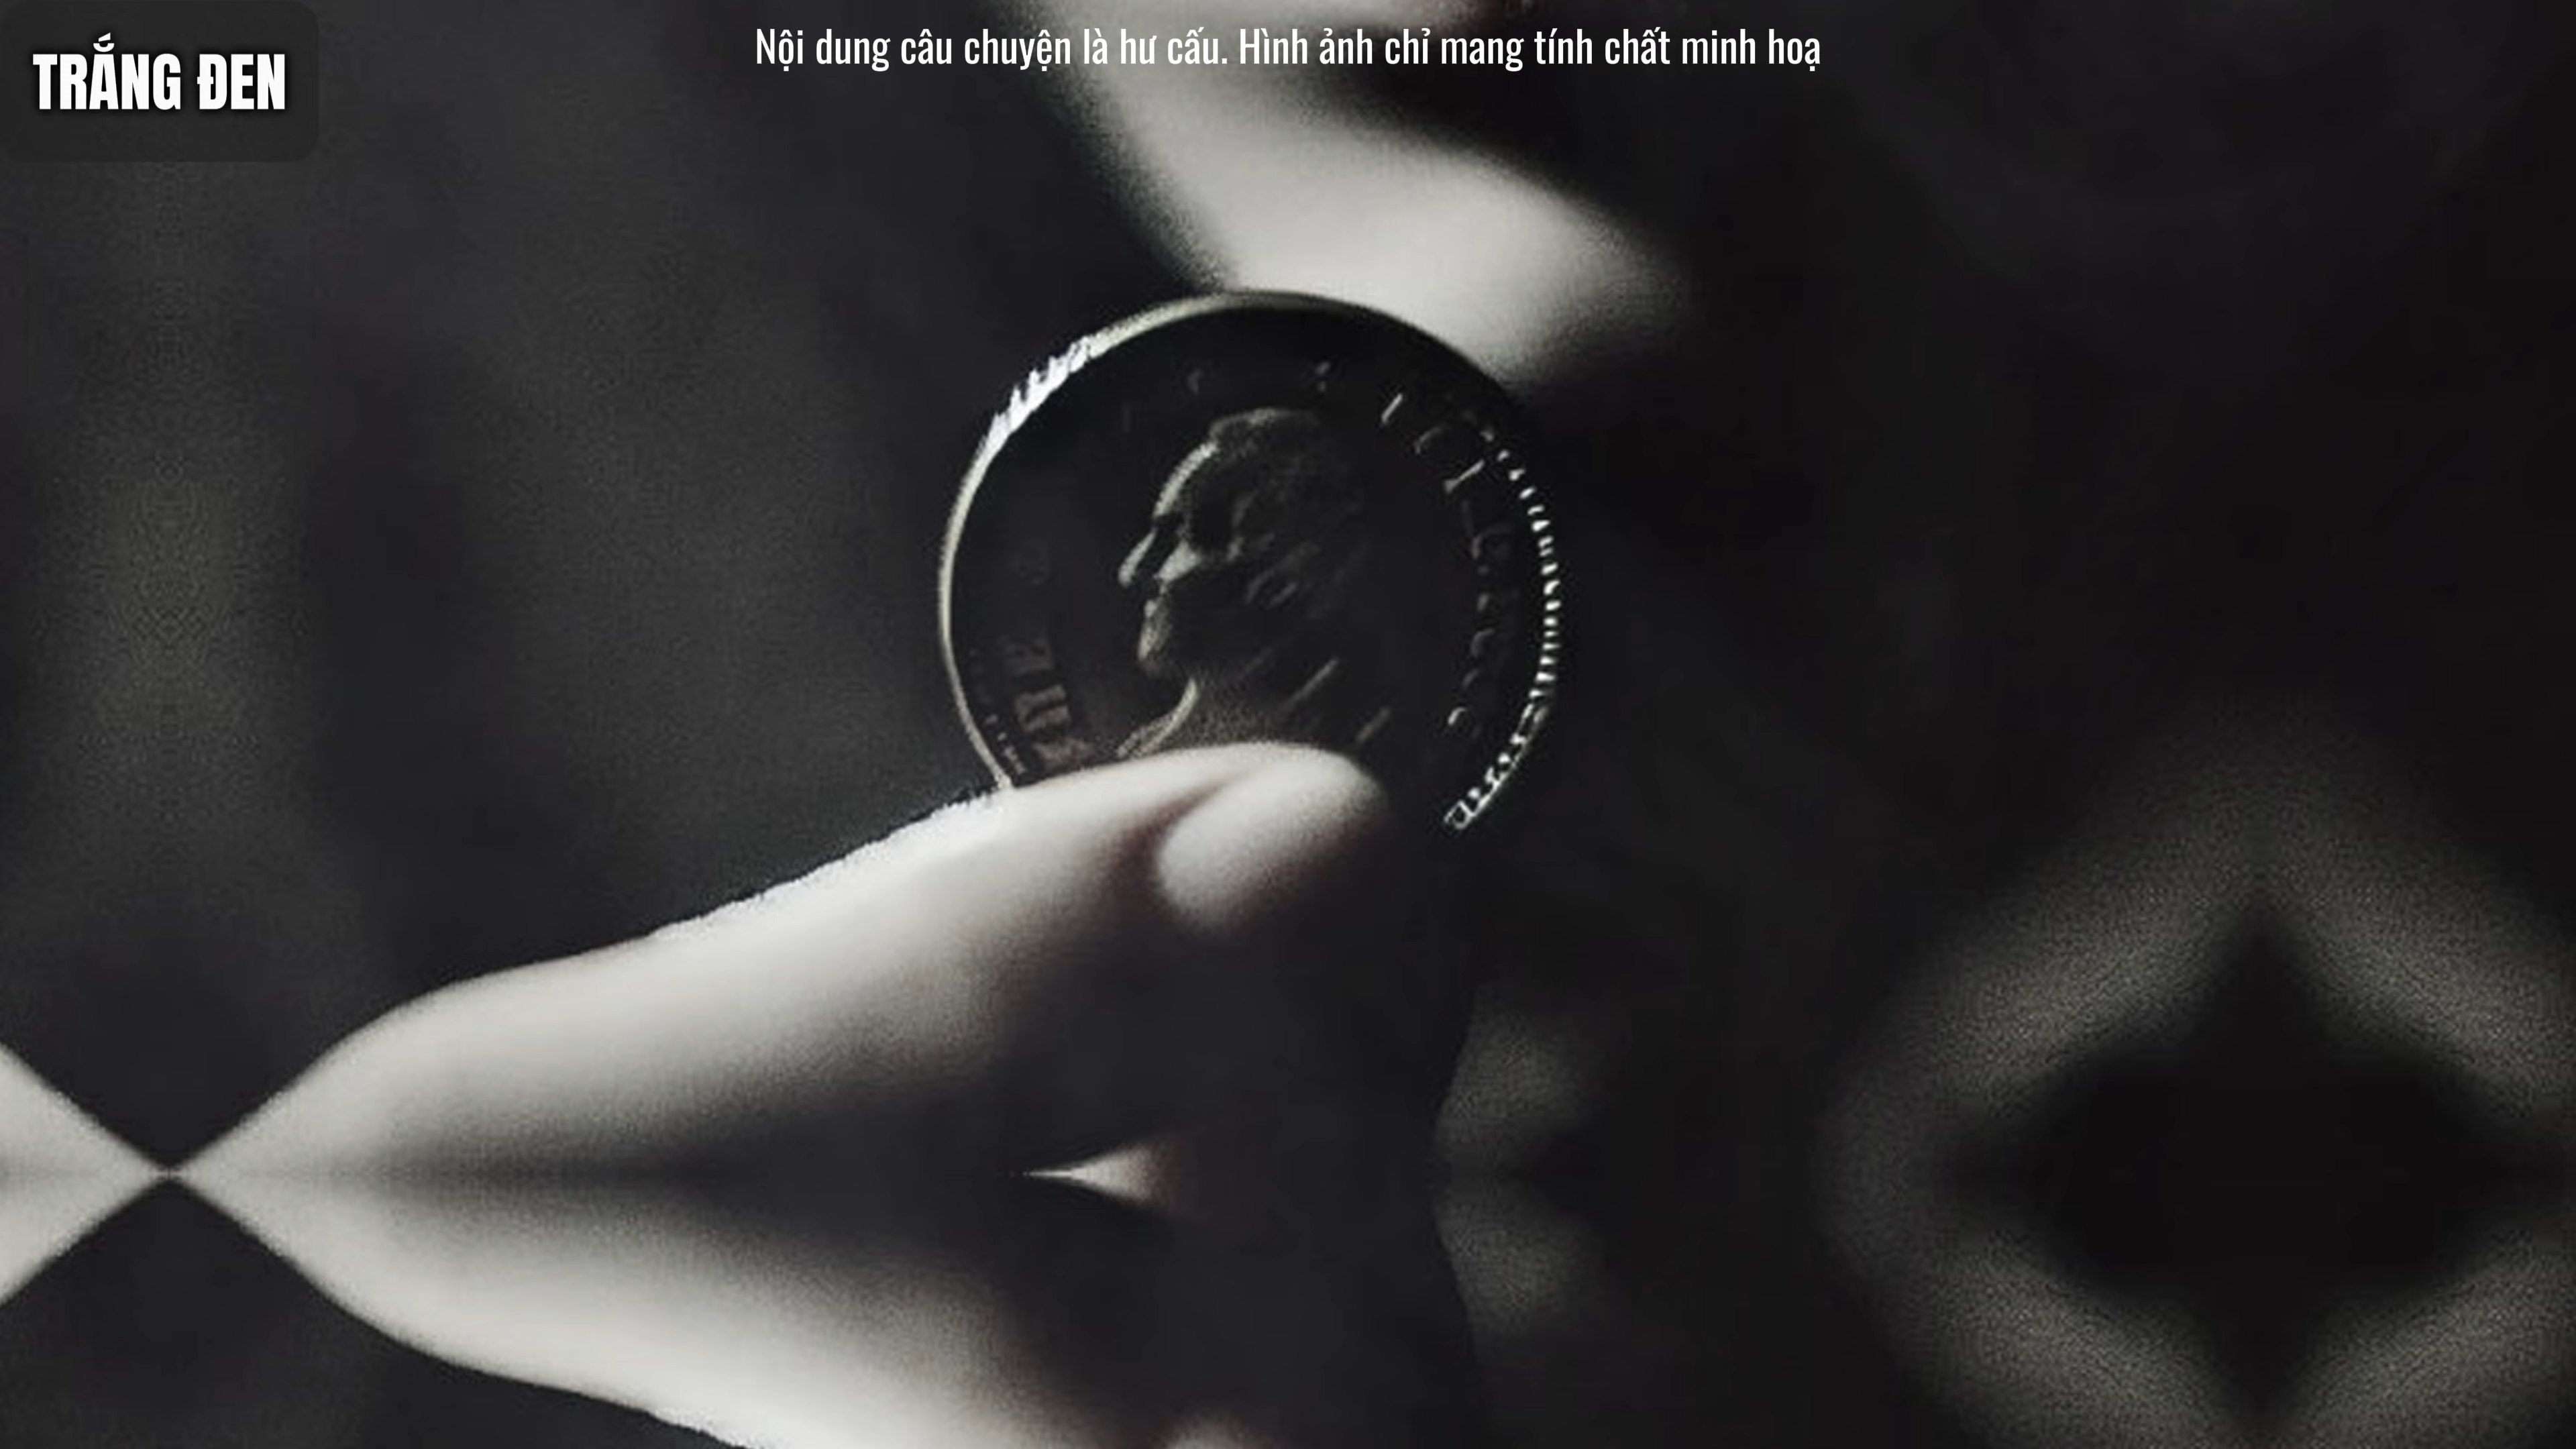 TRẮNG ĐEN
Nội dung câu chuyện là hư cấu. Hình ảnh chỉ mang tính chất minh hoạ